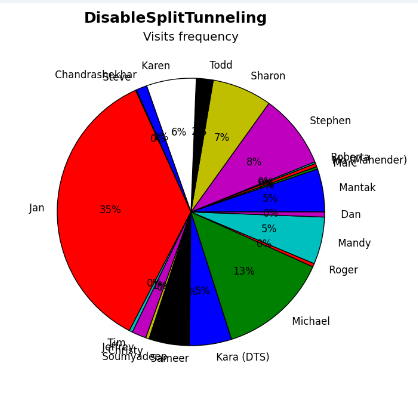 DisableSplitTunneling
Visits frequency
Todd
Karen
Sharon
Chandrashekhar
Steve
Stephen
Roberta
Marc
Mantak
Dan
Mandy
Roger
Michael
Kara (DTS)
Sameer
Soumyadeep
Christy
Jeffrey
Tim
Jan
6%
7%
8%
35%
5%
0%
5%
0%
13%